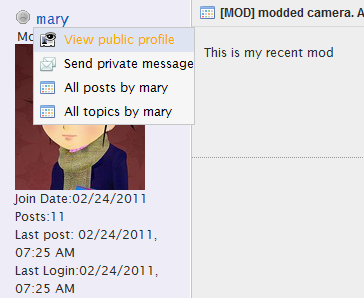 mary
[MOD] modded camera. A
View public profile
Send private message
All posts by mary
All topics by mary
This is my recent mod
Join Date:02/24/2011
Posts:11
Last post: 02/24/2011,
07:25 AM
Last Login:02/24/2011,
07:25 AM